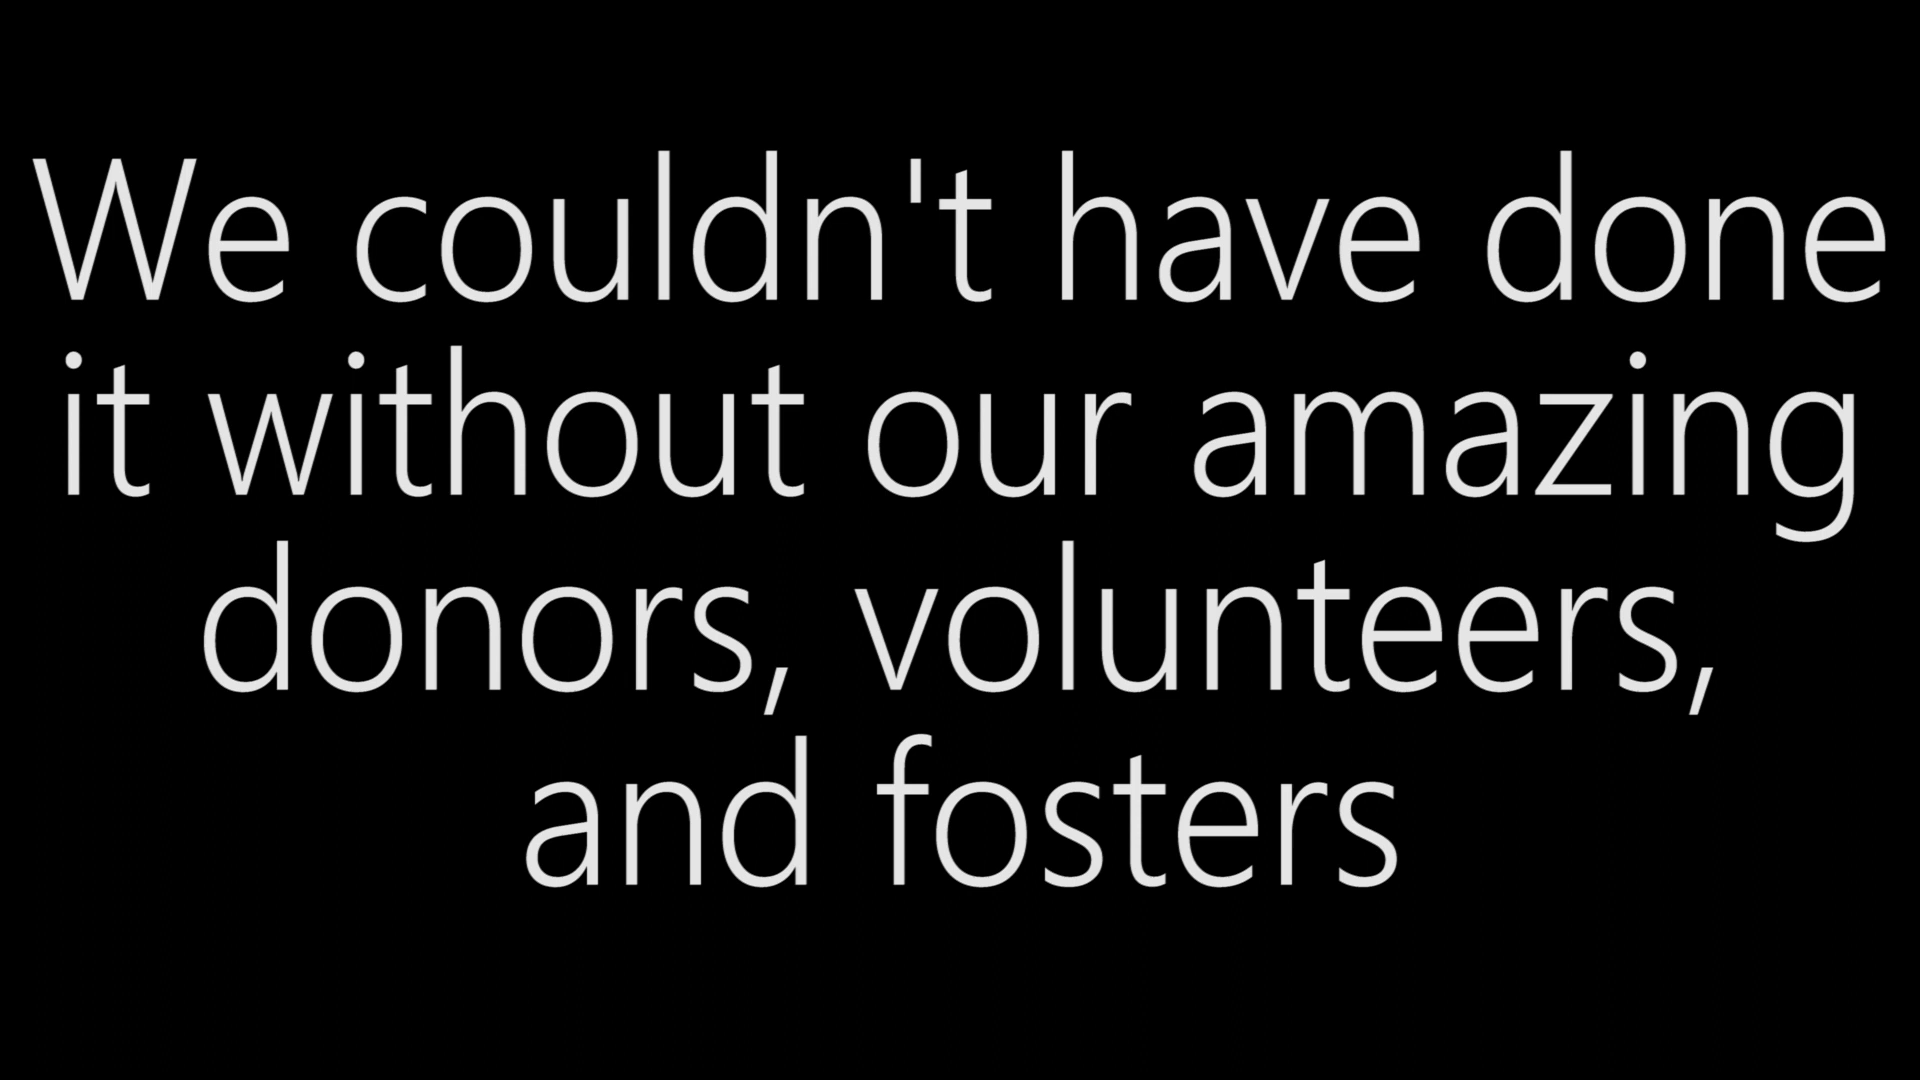 We couldn't have done
it without our amazing
donors, volunteers,
and fosters